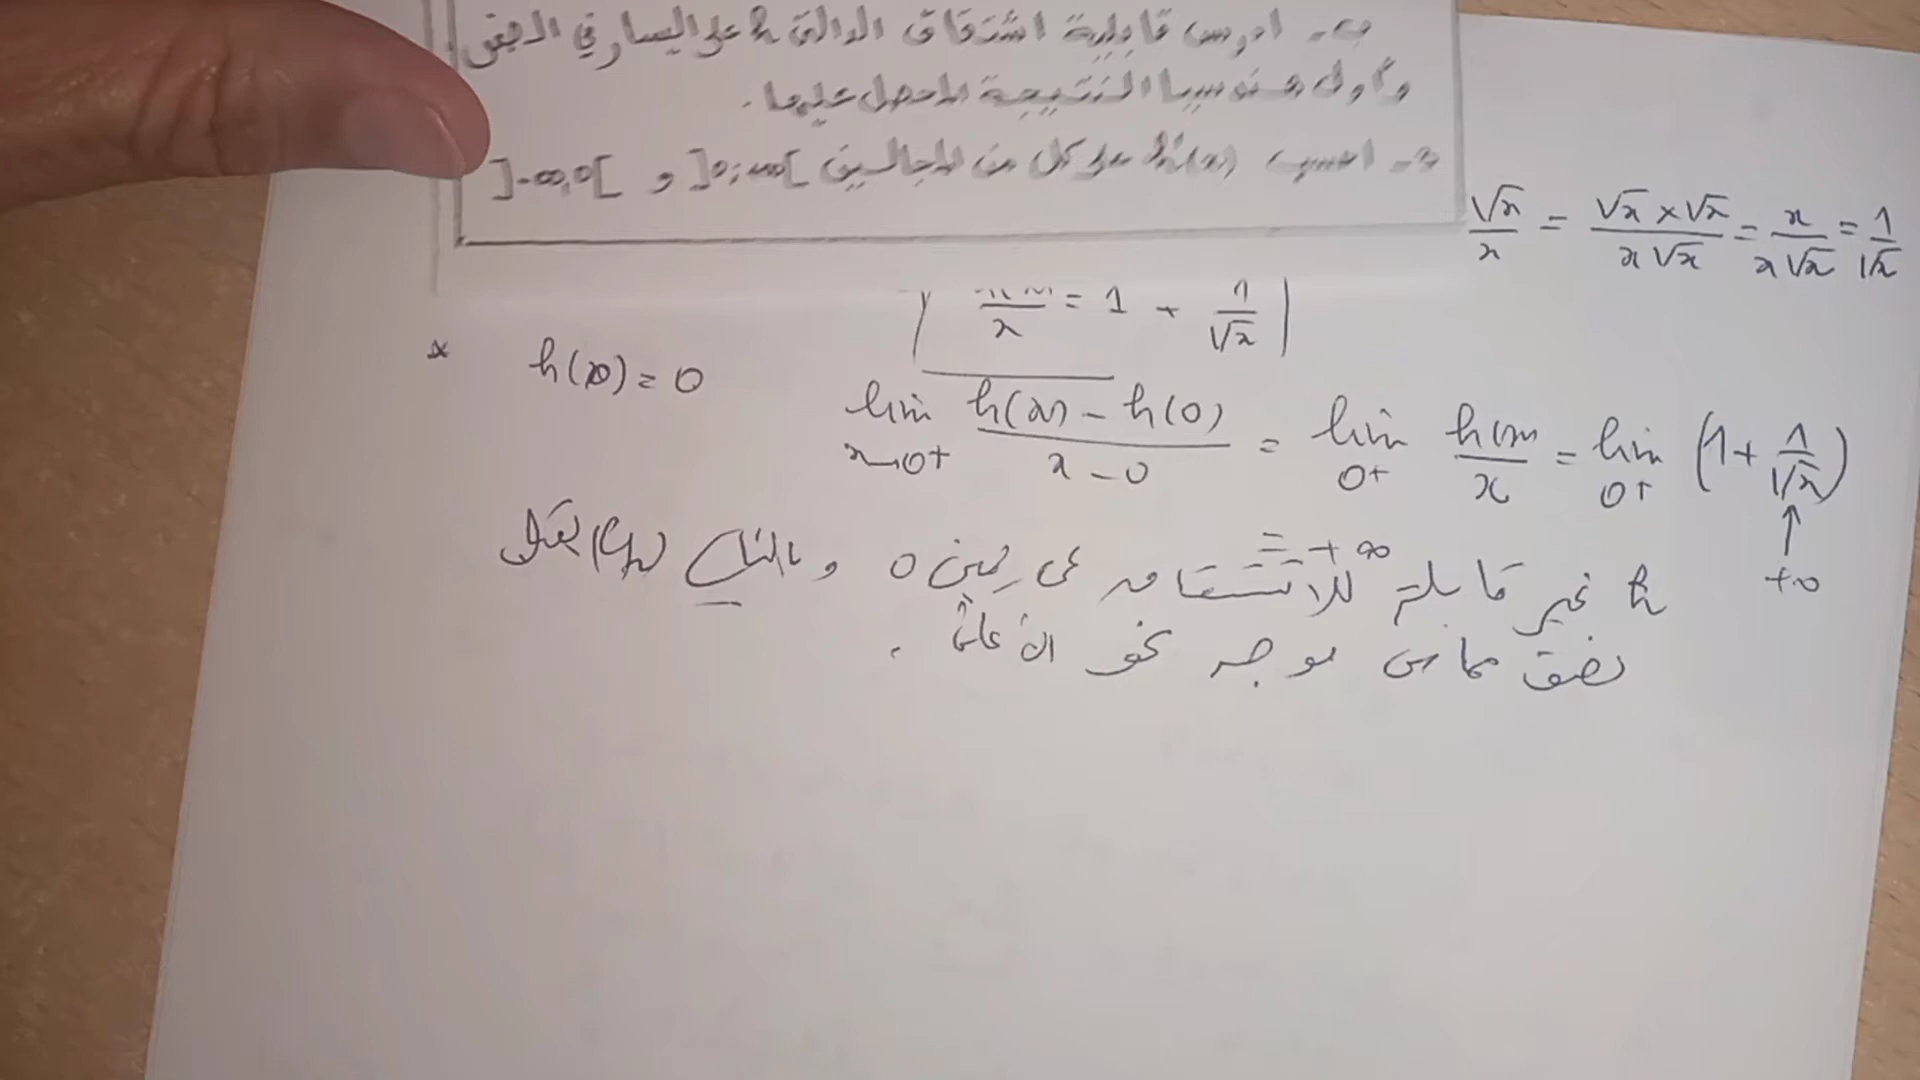 ب- ادرس قابلية اشتقاق الدالة h على اليسار في الصفر
وأول هندسيا النتيجة المحصل عليها.
ج- احسب h'(x) على كل من المجالين ]0;+∞[ و ]-∞,0[
√x/x = (√x × √x)/(x√x) = x/(x√x) = 1/√x
/x = 1 + 1/√x
* h(0) = 0
lim x→0+ (h(x) - h(0))/(x - 0) = lim 0+ h(x)/x = lim 0+ (1 + 1/√x)
= +∞
↑ +∞
h غير قابلة للاشتقاق على يمين 0 و بالتالي (Ch) يقبل
نصف مماس موجه نحو الأعلى.